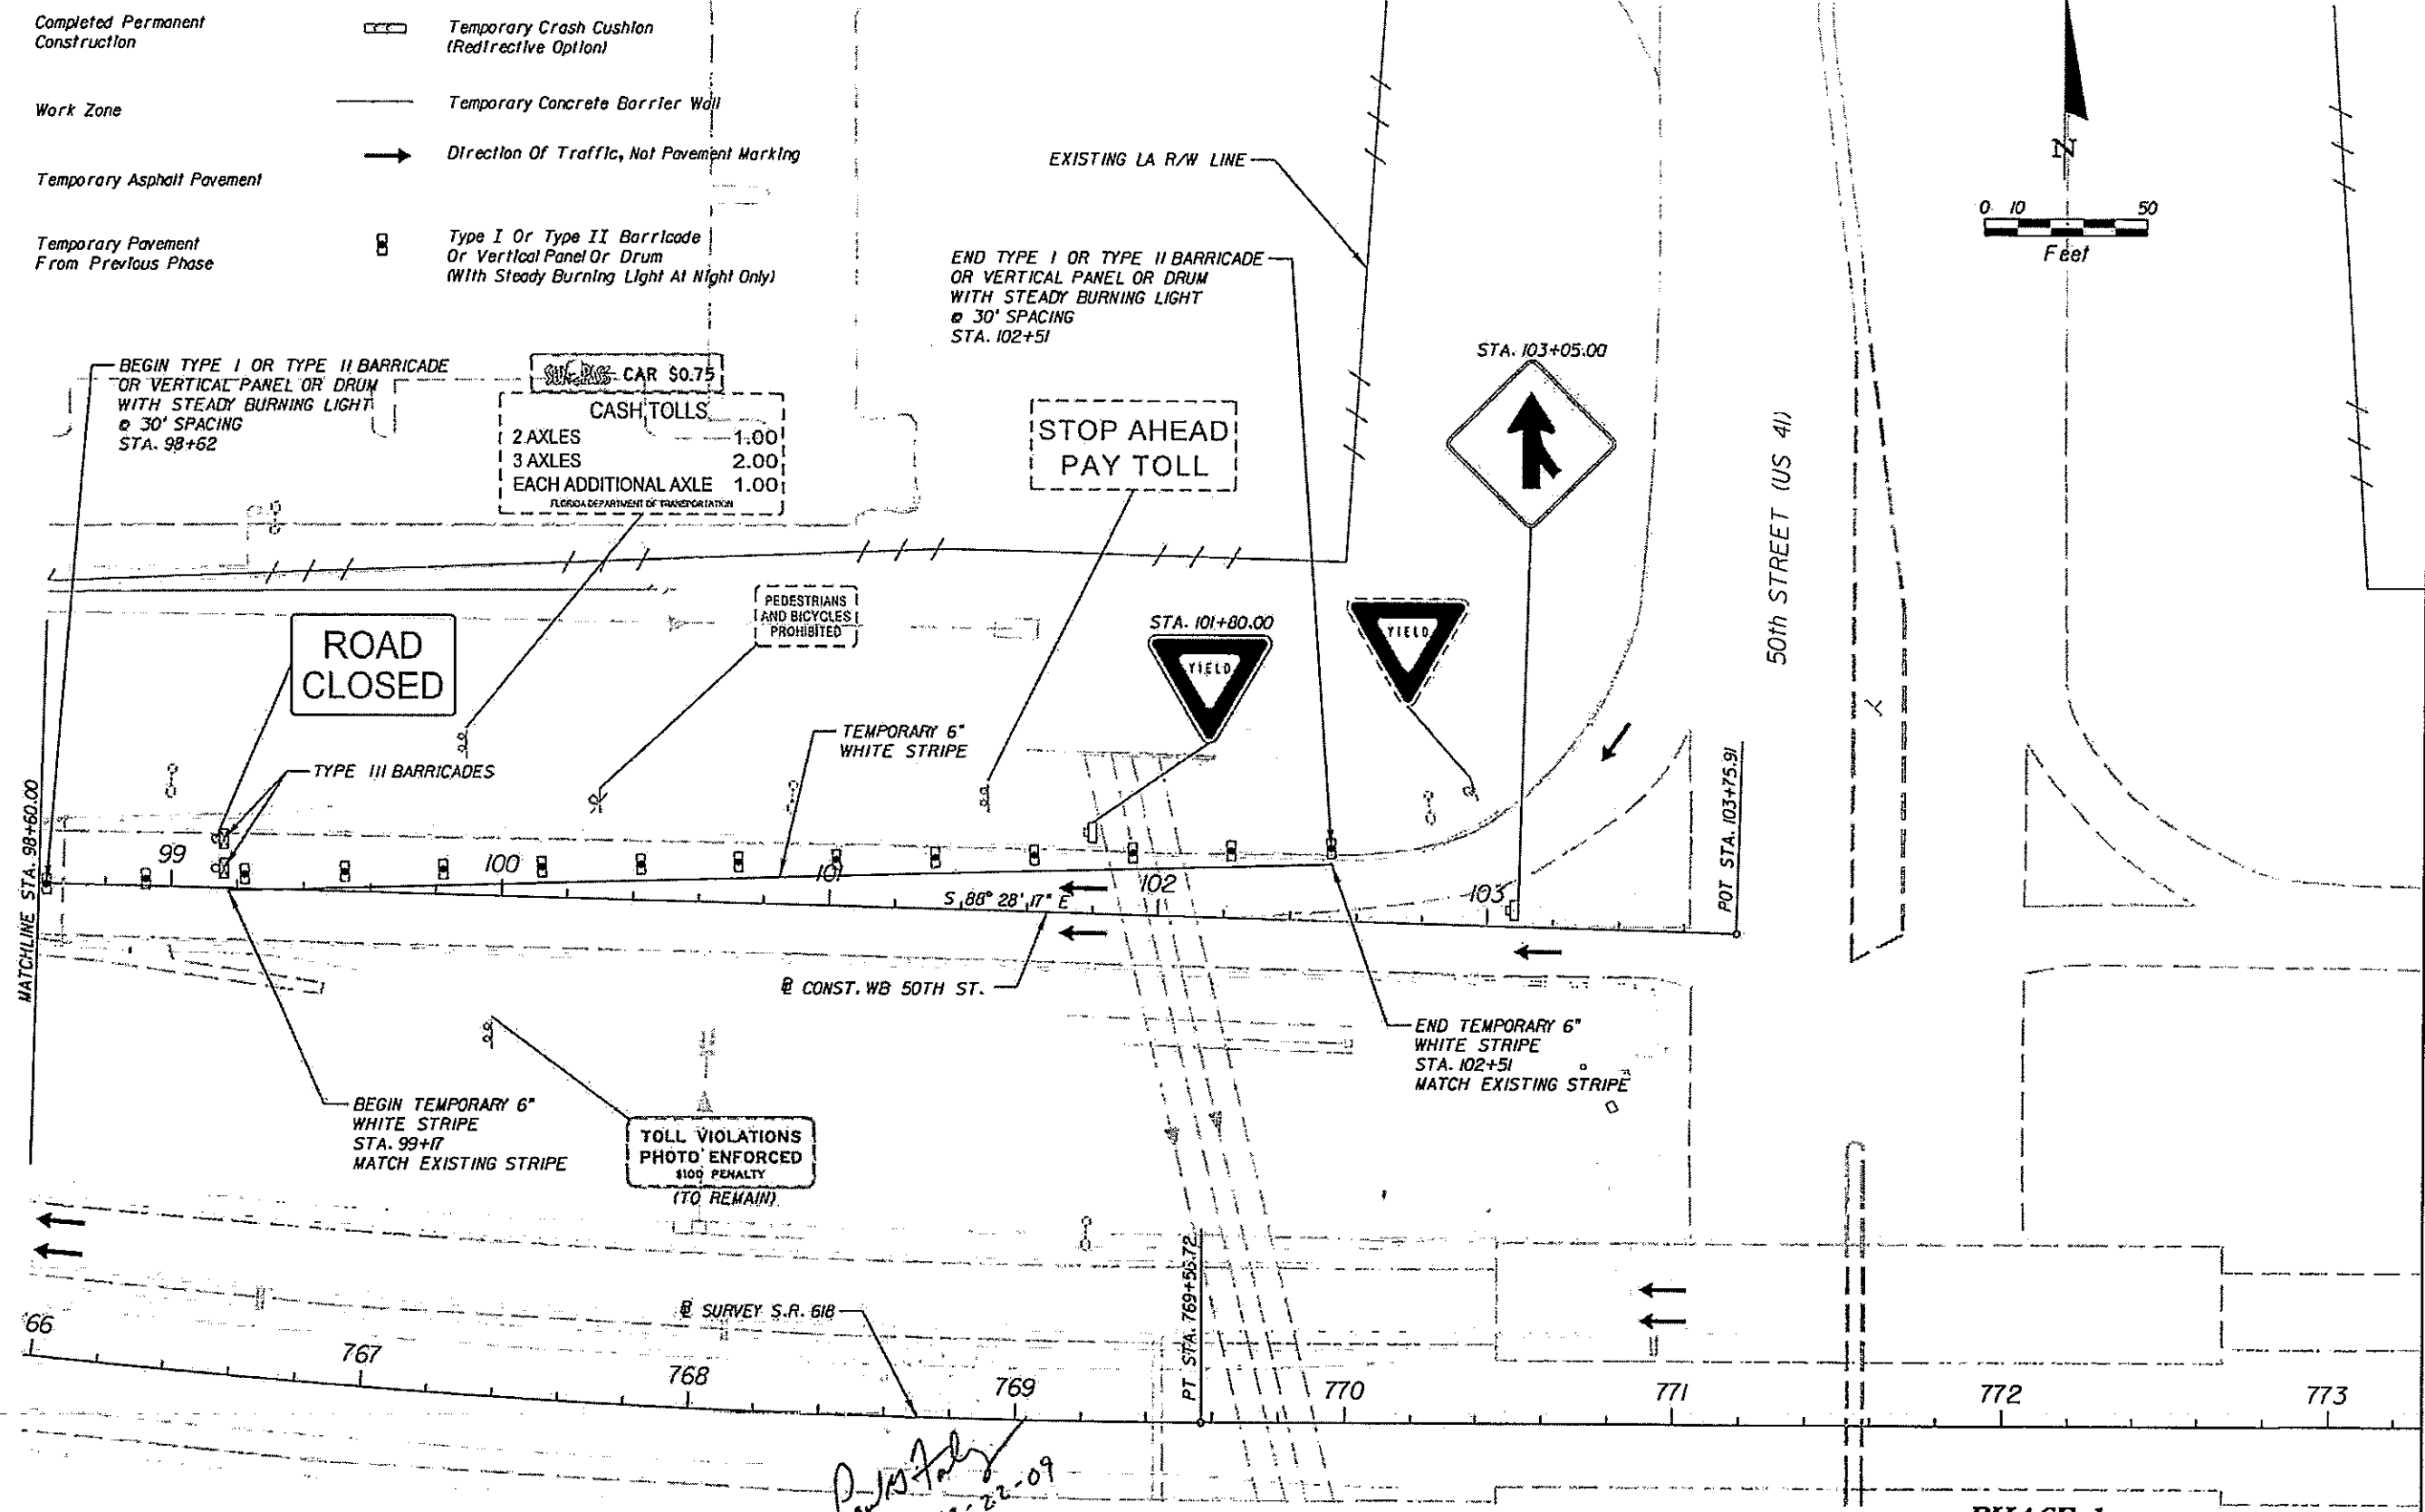 Completed Permanent
Construction
Temporary Crash Cushion
(Redirective Option)
Work Zone
Temporary Concrete Barrier Wall
Direction Of Traffic, Not Pavement Marking
Temporary Asphalt Pavement
Temporary Pavement
From Previous Phase
Type I Or Type II Barricade
Or Vertical Panel Or Drum
(With Steady Burning Light At Night Only)
EXISTING LA R/W LINE
N
0 10 50
Feet
END TYPE I OR TYPE II BARRICADE
OR VERTICAL PANEL OR DRUM
WITH STEADY BURNING LIGHT
@ 30' SPACING
STA. 102+51
BEGIN TYPE I OR TYPE II BARRICADE
OR VERTICAL PANEL OR DRUM
WITH STEADY BURNING LIGHT
@ 30' SPACING
STA. 98+62
CAR $0.75
CASH TOLLS
2 AXLES 1.00
3 AXLES 2.00
EACH ADDITIONAL AXLE 1.00
FLORIDA DEPARTMENT OF TRANSPORTATION
STOP AHEAD
PAY TOLL
STA. 103+05.00
50th STREET (US 41)
ROAD
CLOSED
PEDESTRIANS
AND BICYCLES
PROHIBITED
STA. 101+80.00
YIELD
YIELD
TEMPORARY 6"
WHITE STRIPE
TYPE III BARRICADES
MATCHLINE STA. 98+60.00
POT STA. 103+75.91
99
100
101
102
103
S 88° 28' 17" E
CONST. WB 50TH ST.
BEGIN TEMPORARY 6"
WHITE STRIPE
STA. 99+17
MATCH EXISTING STRIPE
TOLL VIOLATIONS
PHOTO ENFORCED
$100 PENALTY
(TO REMAIN)
END TEMPORARY 6"
WHITE STRIPE
STA. 102+51
MATCH EXISTING STRIPE
SURVEY S.R. 618
PT STA. 769+56.72
66
767
768
769
770
771
772
773
22-09